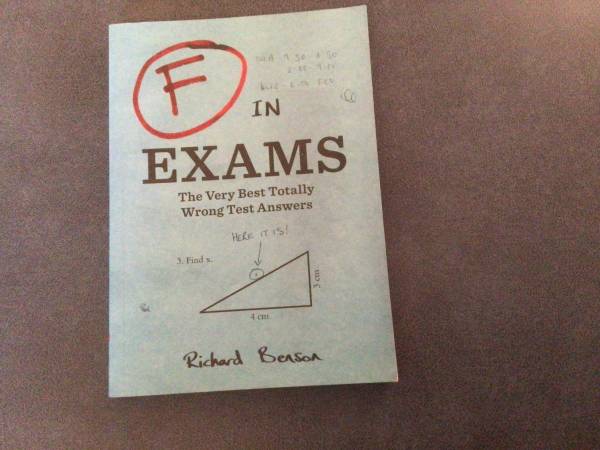 F
IN
EXAMS
The Very Best Totally
Wrong Test Answers
HERE IT IS!
3. Find x.
x
3 cm
4 cm
Richard Benson